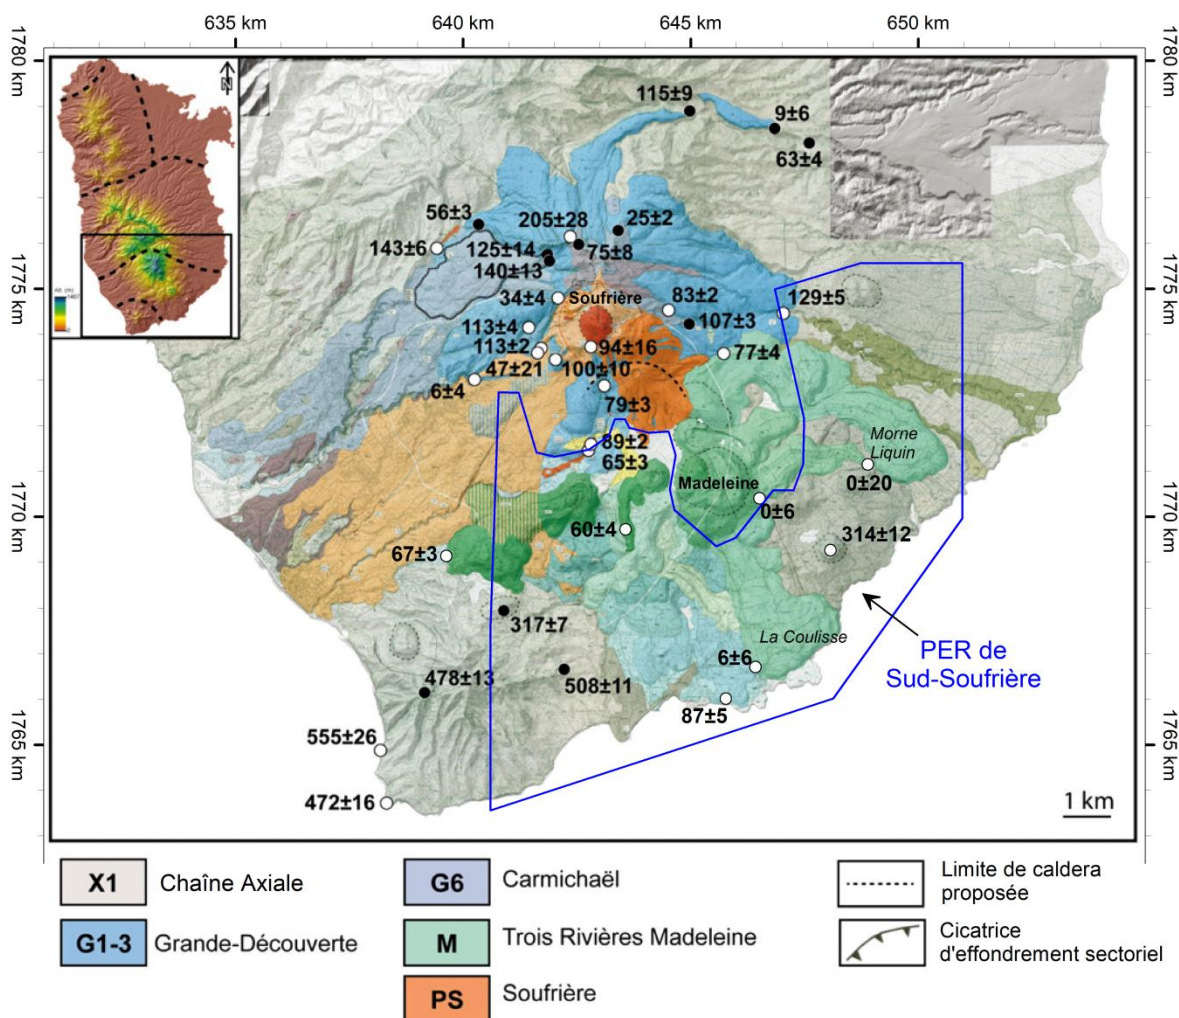 635 km
640 km
645 km
650 km
1780 km
1780 km
N
115±9
9±6
63±4
56±3
205±28
25±2
143±6
125±14
75±8
140±13
1775 km
1775 km
34±4
Soufrière
83±2
129±5
113±4
107±3
113±2
94±16
77±4
47±21
100±10
6±4
79±3
89±2
65±3
Morne
Liquin
Madeleine
0±20
0±6
1770 km
1770 km
60±4
314±12
67±3
317±7
La Coulisse
PER de
Sud-Soufrière
6±6
478±13
508±11
87±5
555±26
1765 km
1765 km
472±16
1 km
X1
Chaîne Axiale
G6
Carmichaël
Limite de caldera
proposée
G1-3
Grande-Découverte
M
Trois Rivières Madeleine
Cicatrice
d'effondrement sectoriel
PS
Soufrière